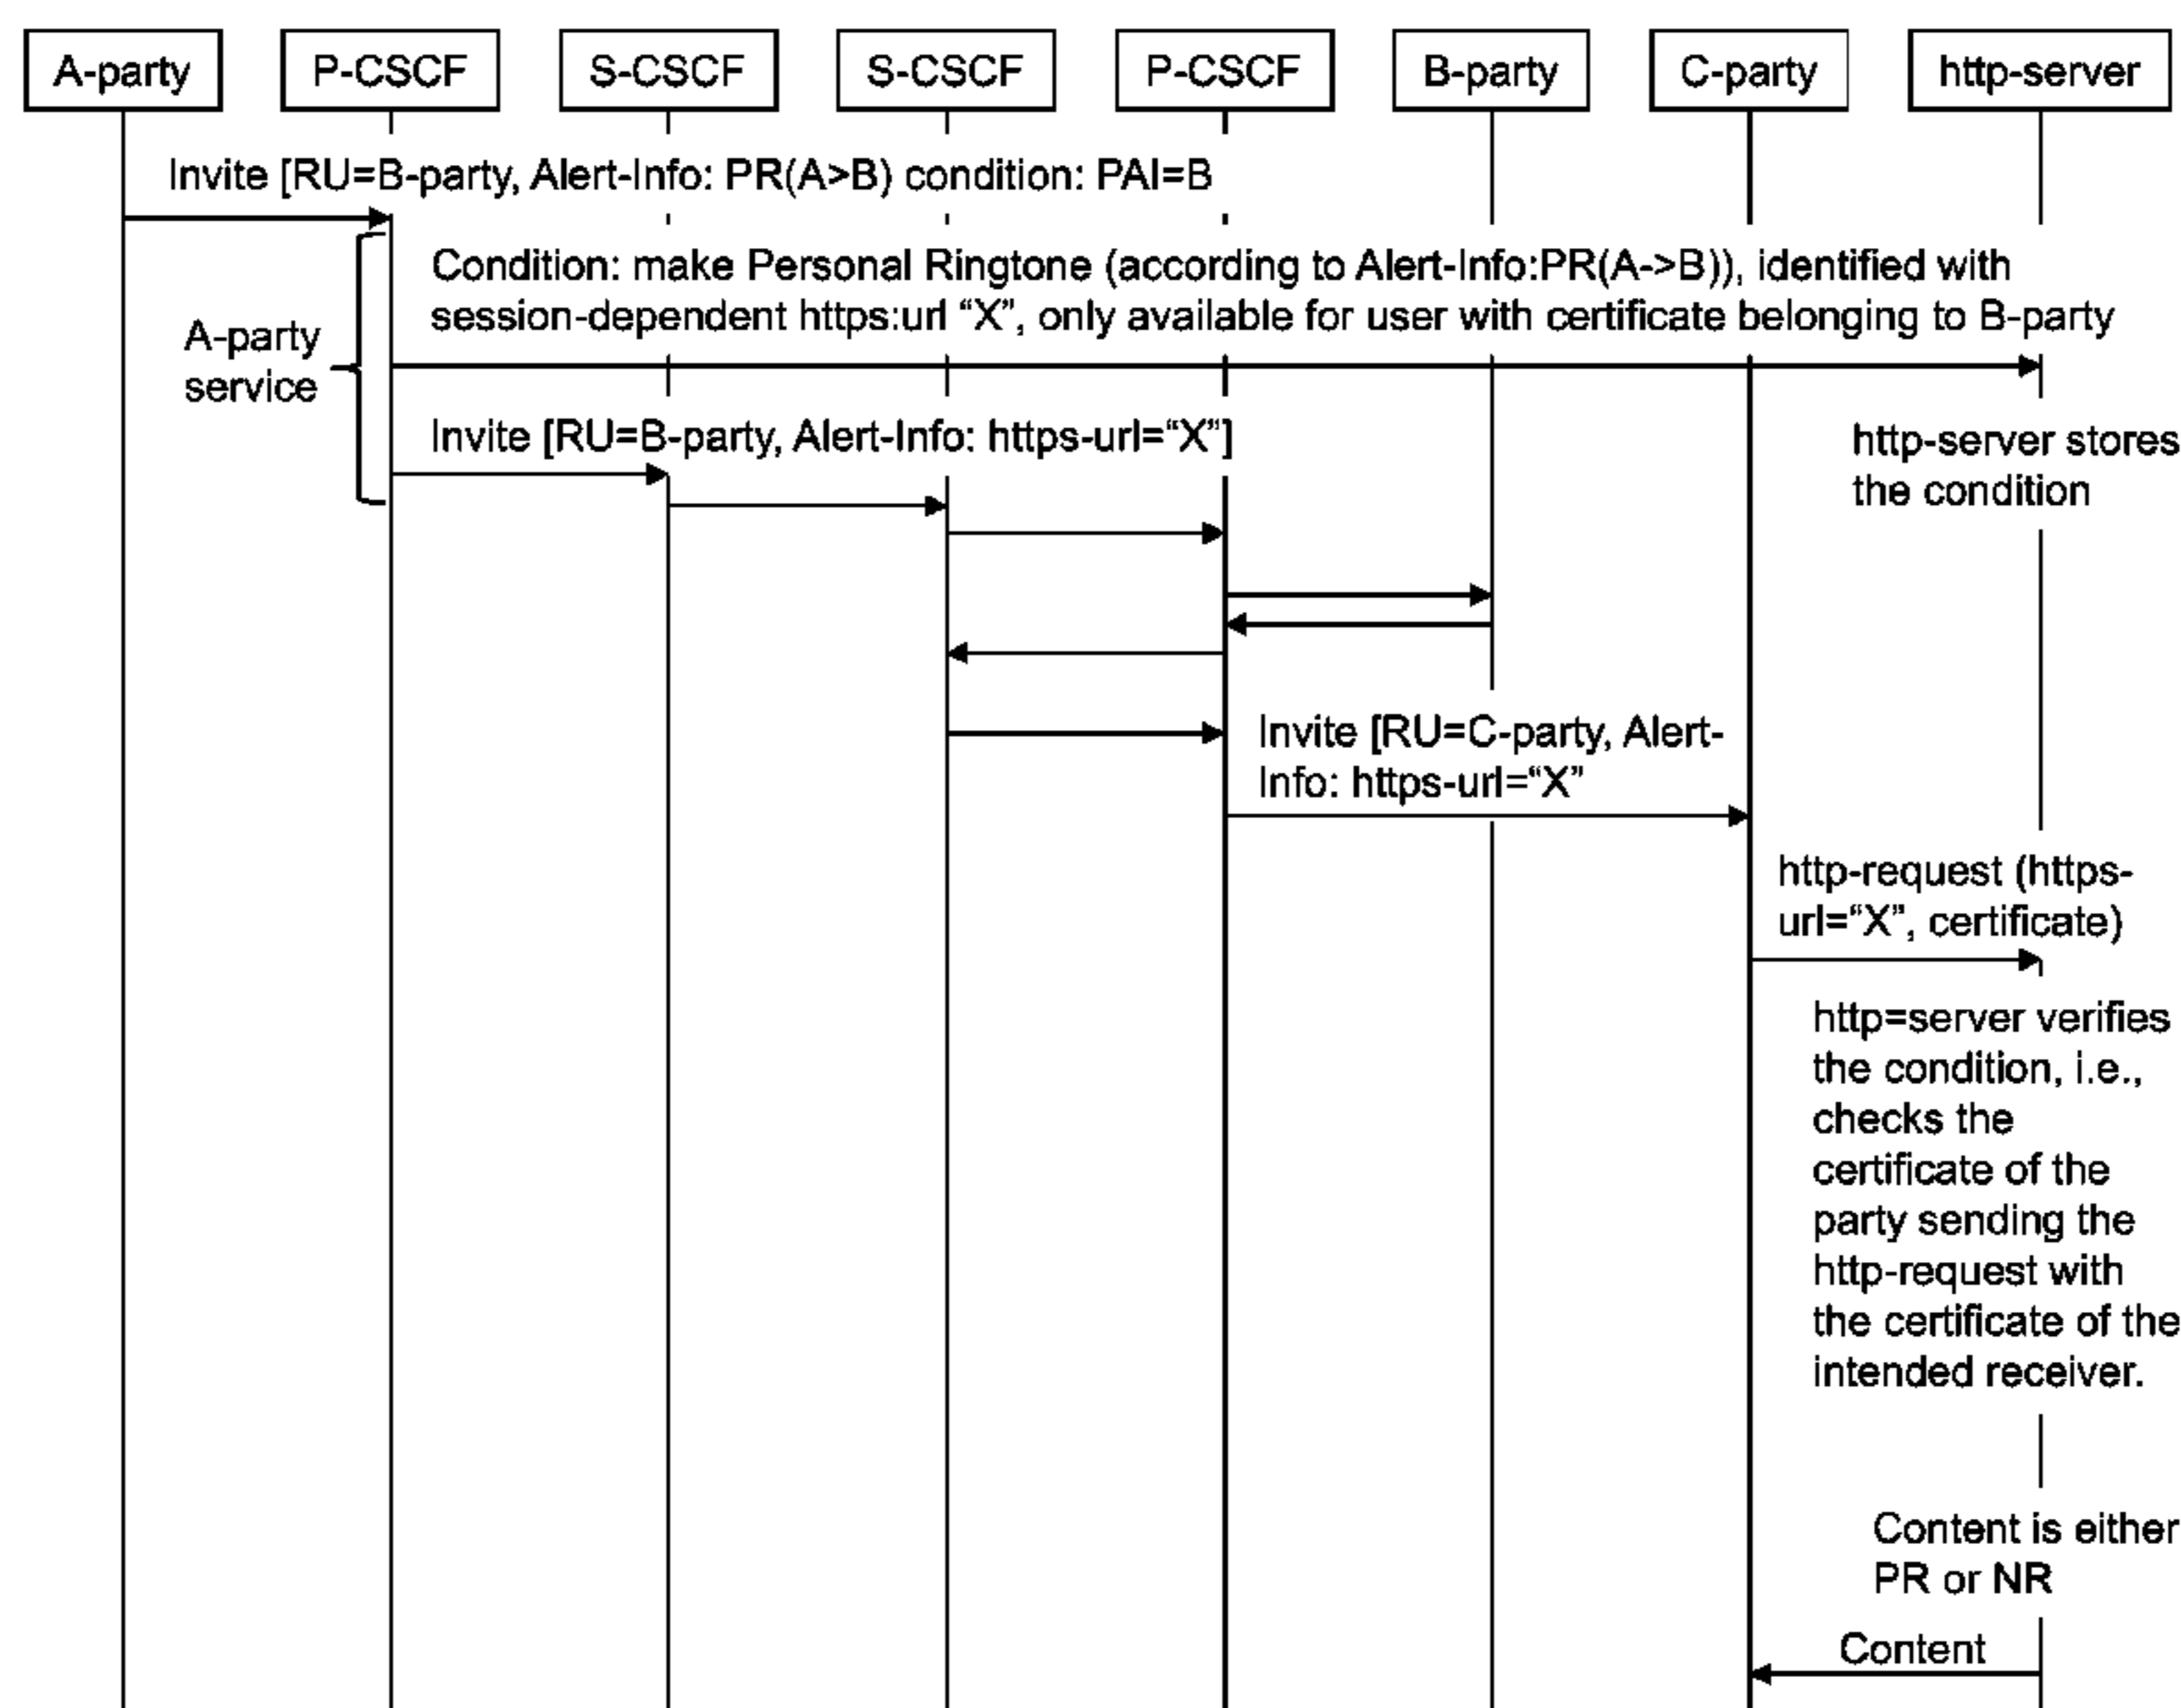 A-party
P-CSCF
S-CSCF
S-CSCF
P-CSCF
B-party
C-party
http-server
Invite [RU=B-party, Alert-Info: PR(A>B) condition: PAI=B
Condition: make Personal Ringtone (according to Alert-Info:PR(A->B)), identified with
session-dependent https:url “X”, only available for user with certificate belonging to B-party
A-party
service
Invite [RU=B-party, Alert-Info: https-url=“X”]
http-server stores
the condition
Invite [RU=C-party, Alert-
Info: https-url=“X”
http-request (https-
url=“X”, certificate)
http=server verifies
the condition, i.e.,
checks the
certificate of the
party sending the
http-request with
the certificate of the
intended receiver.
Content is either
PR or NR
Content